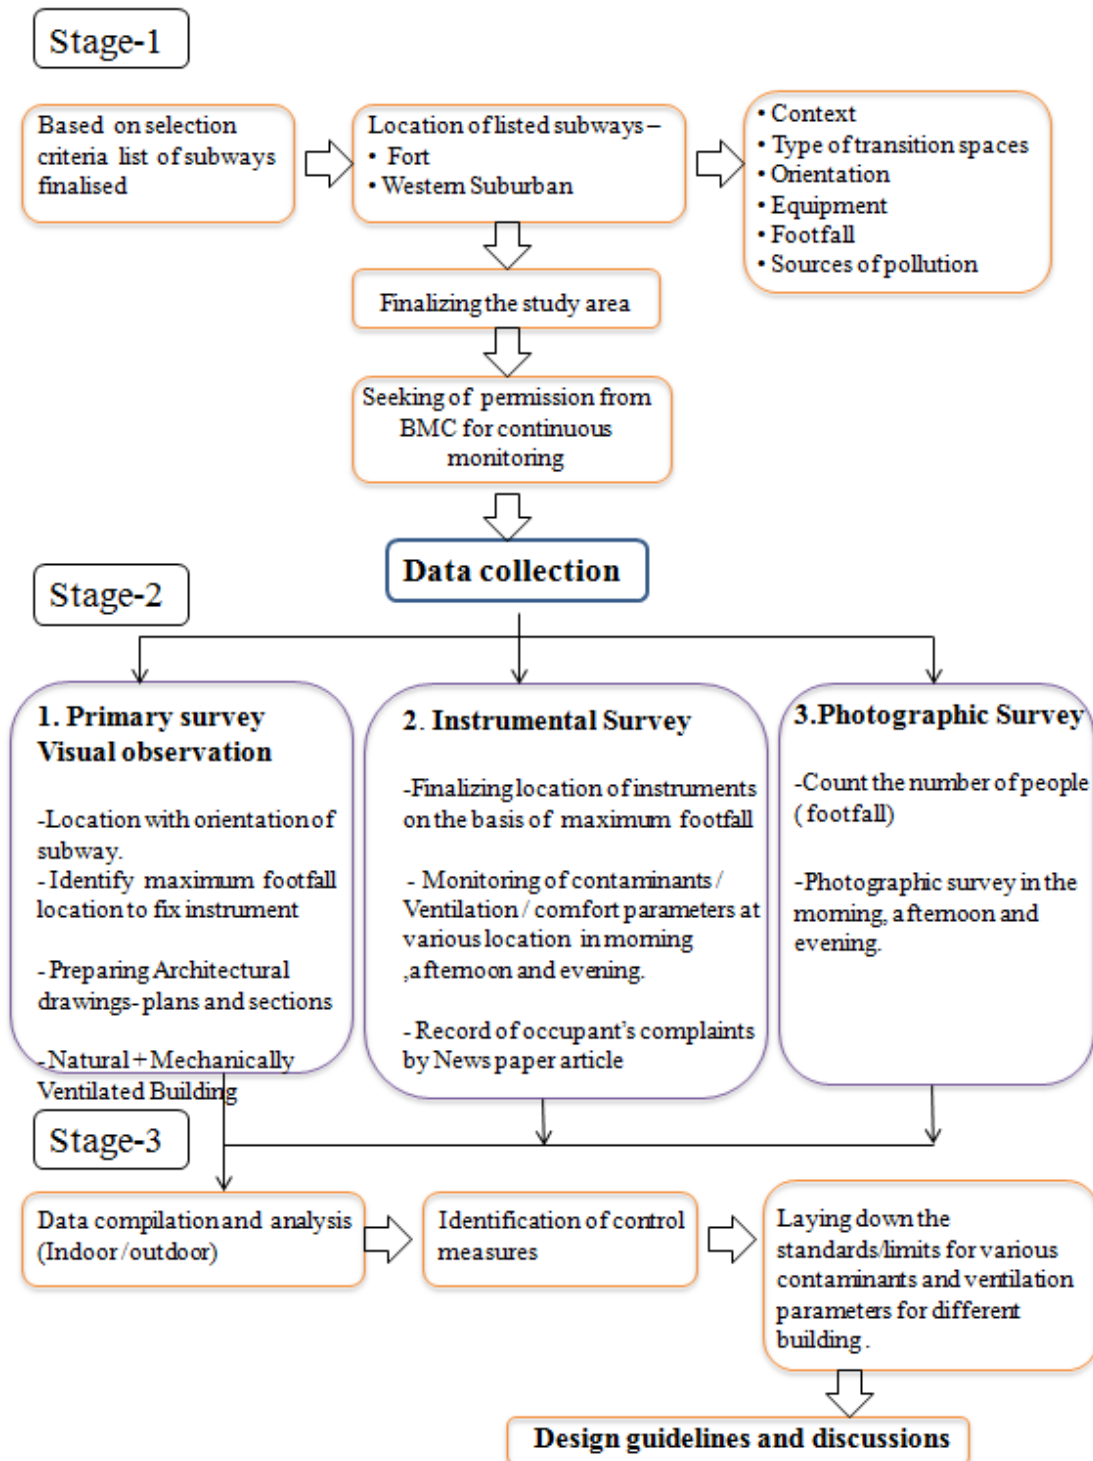 Stage-1
Based on selection
criteria list of subways
finalised
Location of listed subways –
• Fort
• Western Suburban
• Context
• Type of transition spaces
• Orientation
• Equipment
• Footfall
• Sources of pollution
Finalizing the study area
Seeking of permission from
BMC for continuous
monitoring
Data collection
Stage-2
1. Primary survey
Visual observation
-Location with orientation of
subway.
- Identify maximum footfall
location to fix instrument
- Preparing Architectural
drawings- plans and sections
- Natural + Mechanically
Ventilated Building
2. Instrumental Survey
-Finalizing location of instruments
on the basis of maximum footfall
- Monitoring of contaminants /
Ventilation / comfort parameters at
various location in morning
,afternoon and evening.
- Record of occupant's complaints
by News paper article
3.Photographic Survey
-Count the number of people
( footfall)
-Photographic survey in the
morning, afternoon and
evening.
Stage-3
Data compilation and analysis
(Indoor /outdoor)
Identification of control
measures
Laying down the
standards/limits for various
contaminants and ventilation
parameters for different
building .
Design guidelines and discussions